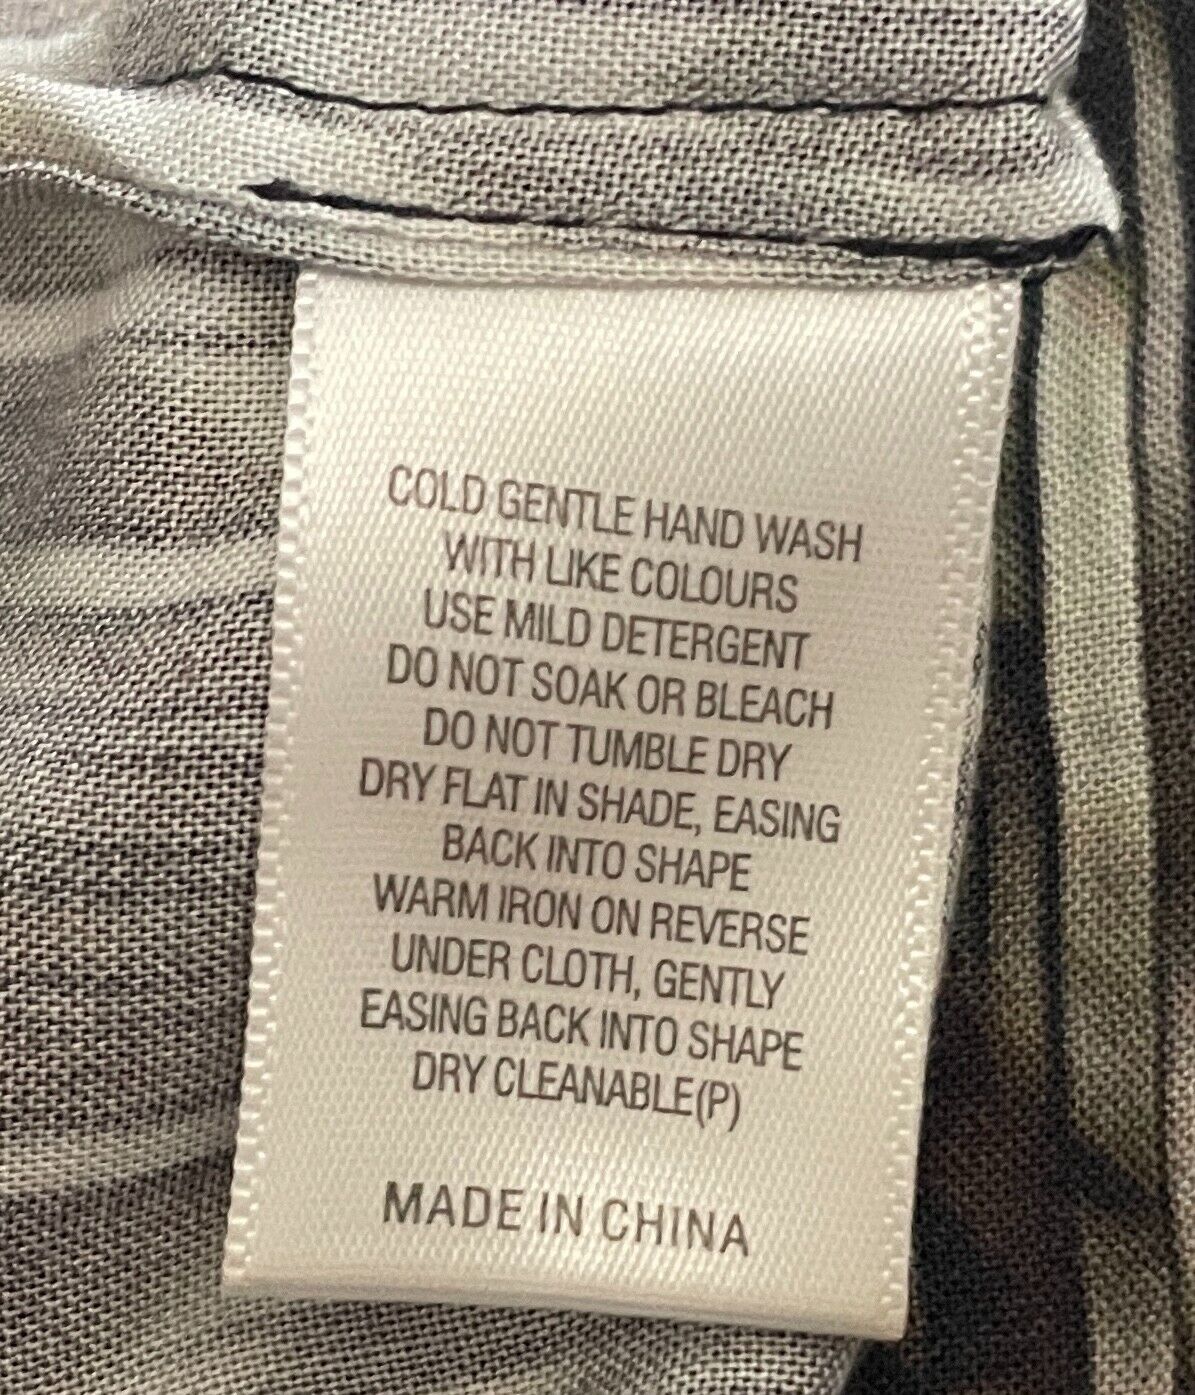 COLD GENTLE HAND WASH
WITH LIKE COLOURS
USE MILD DETERGENT
DO NOT SOAK OR BLEACH
DO NOT TUMBLE DRY
DRY FLAT IN SHADE, EASING
BACK INTO SHAPE
WARM IRON ON REVERSE
UNDER CLOTH, GENTLY
EASING BACK INTO SHAPE
DRY CLEANABLE(P)
MADE IN CHINA